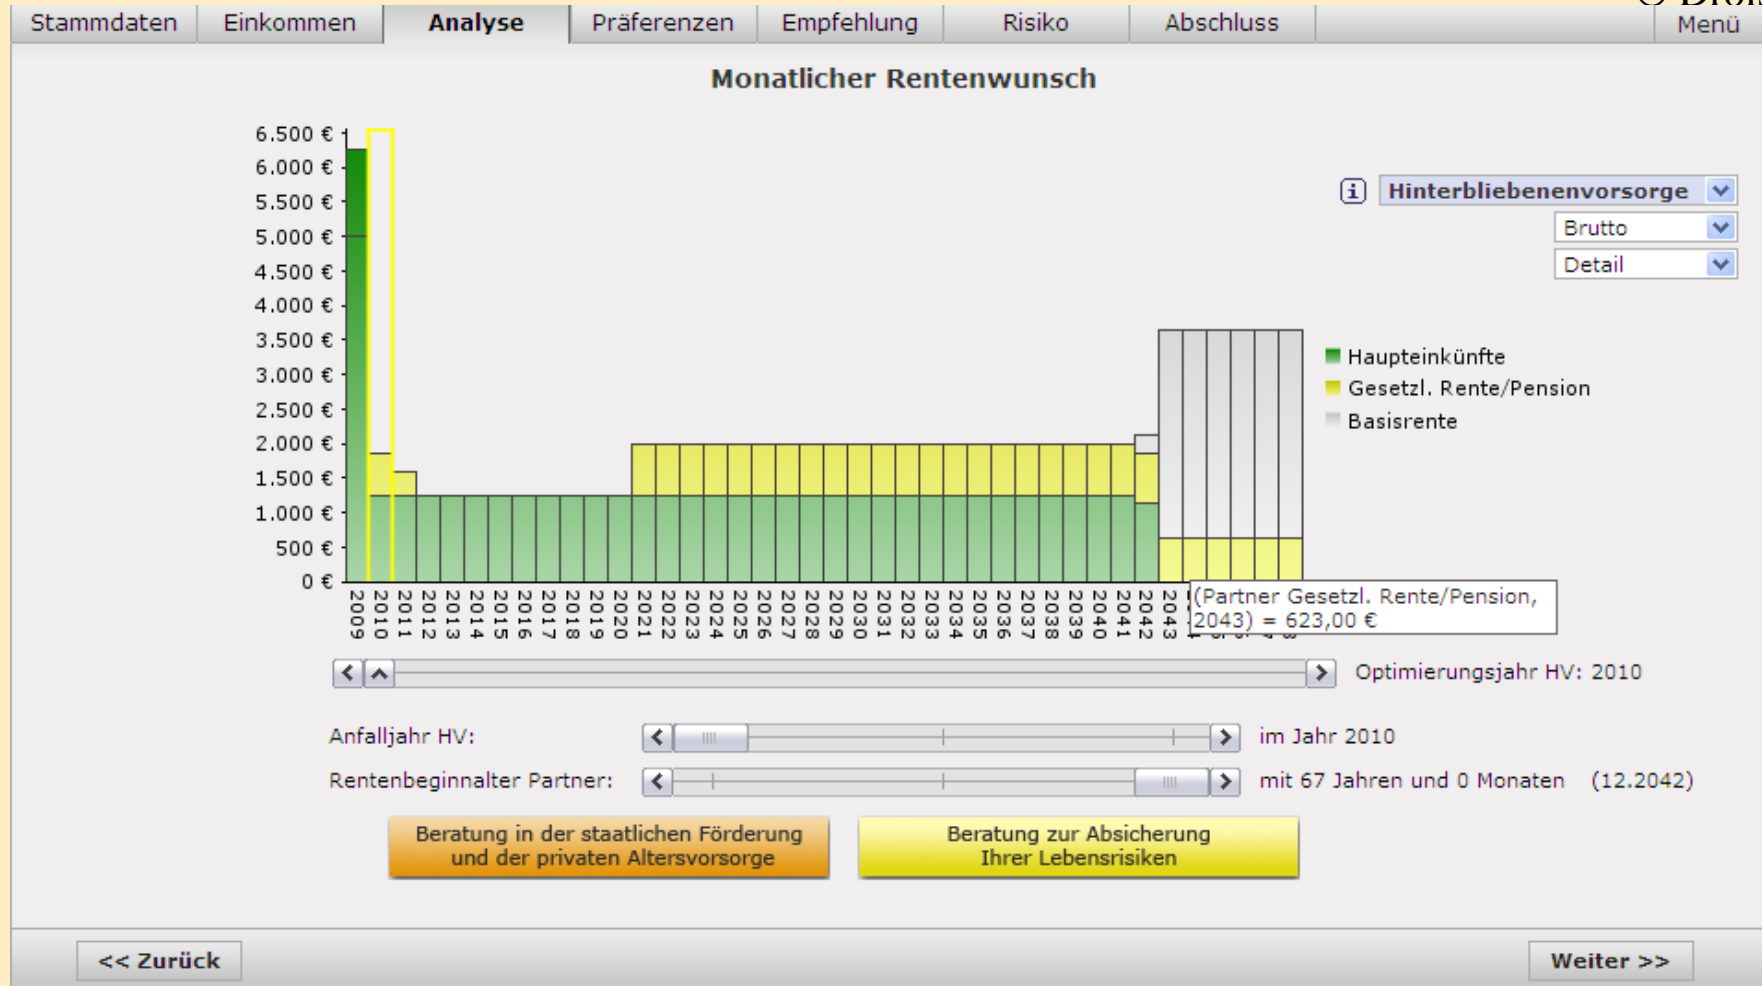 Stammdaten Einkommen Analyse Präferenzen Empfehlung Risiko Abschluss Menü
Monatlicher Rentenwunsch
6.500 €
6.000 €
5.500 €
5.000 €
4.500 €
4.000 €
3.500 €
3.000 €
2.500 €
2.000 €
1.500 €
1.000 €
500 €
0 €
i Hinterbliebenenvorsorge
Brutto
Detail
Haupteinkünfte
Gesetzl. Rente/Pension
Basisrente
2009 2010 2011 2012 2013 2014 2015 2016 2017 2018 2019 2020 2021 2022 2023 2024 2025 2026 2027 2028 2029 2030 2031 2032 2033 2034 2035 2036 2037 2038 2039 2040 2041 2042 2043
(Partner Gesetzl. Rente/Pension,
2043) = 623,00 €
Optimierungsjahr HV: 2010
Anfalljahr HV: im Jahr 2010
Rentenbeginnalter Partner: mit 67 Jahren und 0 Monaten (12.2042)
Beratung in der staatlichen Förderung
und der privaten Altersvorsorge
Beratung zur Absicherung
Ihrer Lebensrisiken
<< Zurück Weiter >>